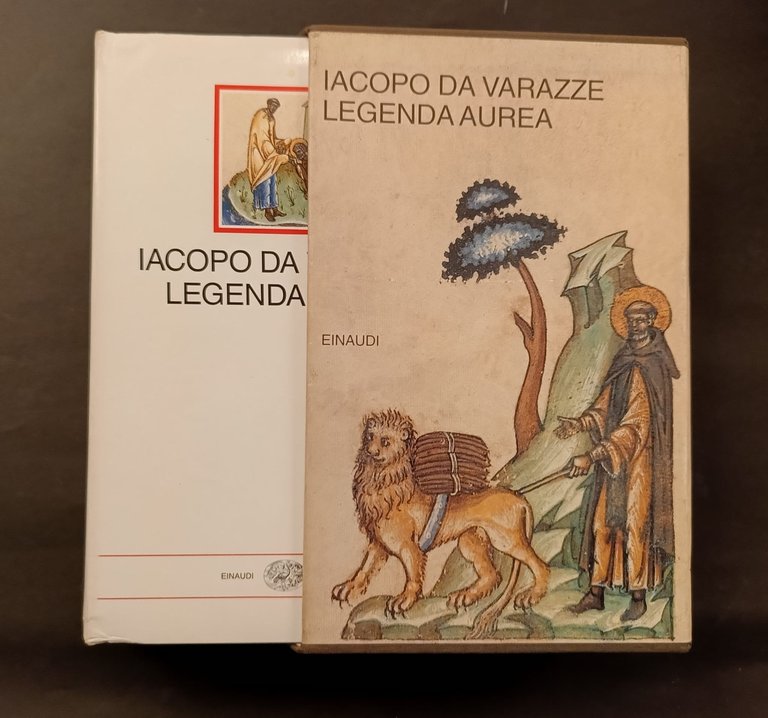 IACOPO DA VARAZZE
LEGENDA AUREA
EINAUDI
IACOPO DA
LEGENDA
EINAUDI